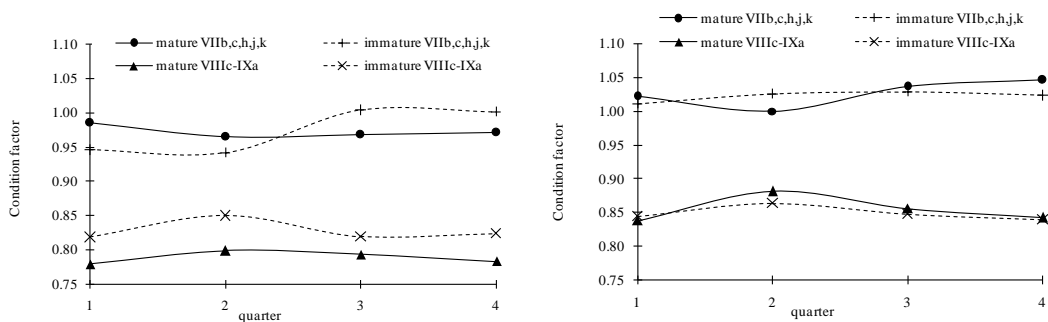 1.10
1.05
1.00
0.95
0.90
0.85
0.80
0.75
Condition factor
mature VIIb,c,h,j,k immature VIIb,c,h,j,k
mature VIIIc-IXa immature VIIIc-IXa
1 2 3 4
quarter
mature VIIb,c,h,j,k immature VIIb,c,h,j,k
mature VIIIc-IXa immature VIIIc-IXa
1.10
1.05
1.00
0.95
0.90
0.85
0.80
0.75
Condition factor
1 2 3 4
quarter